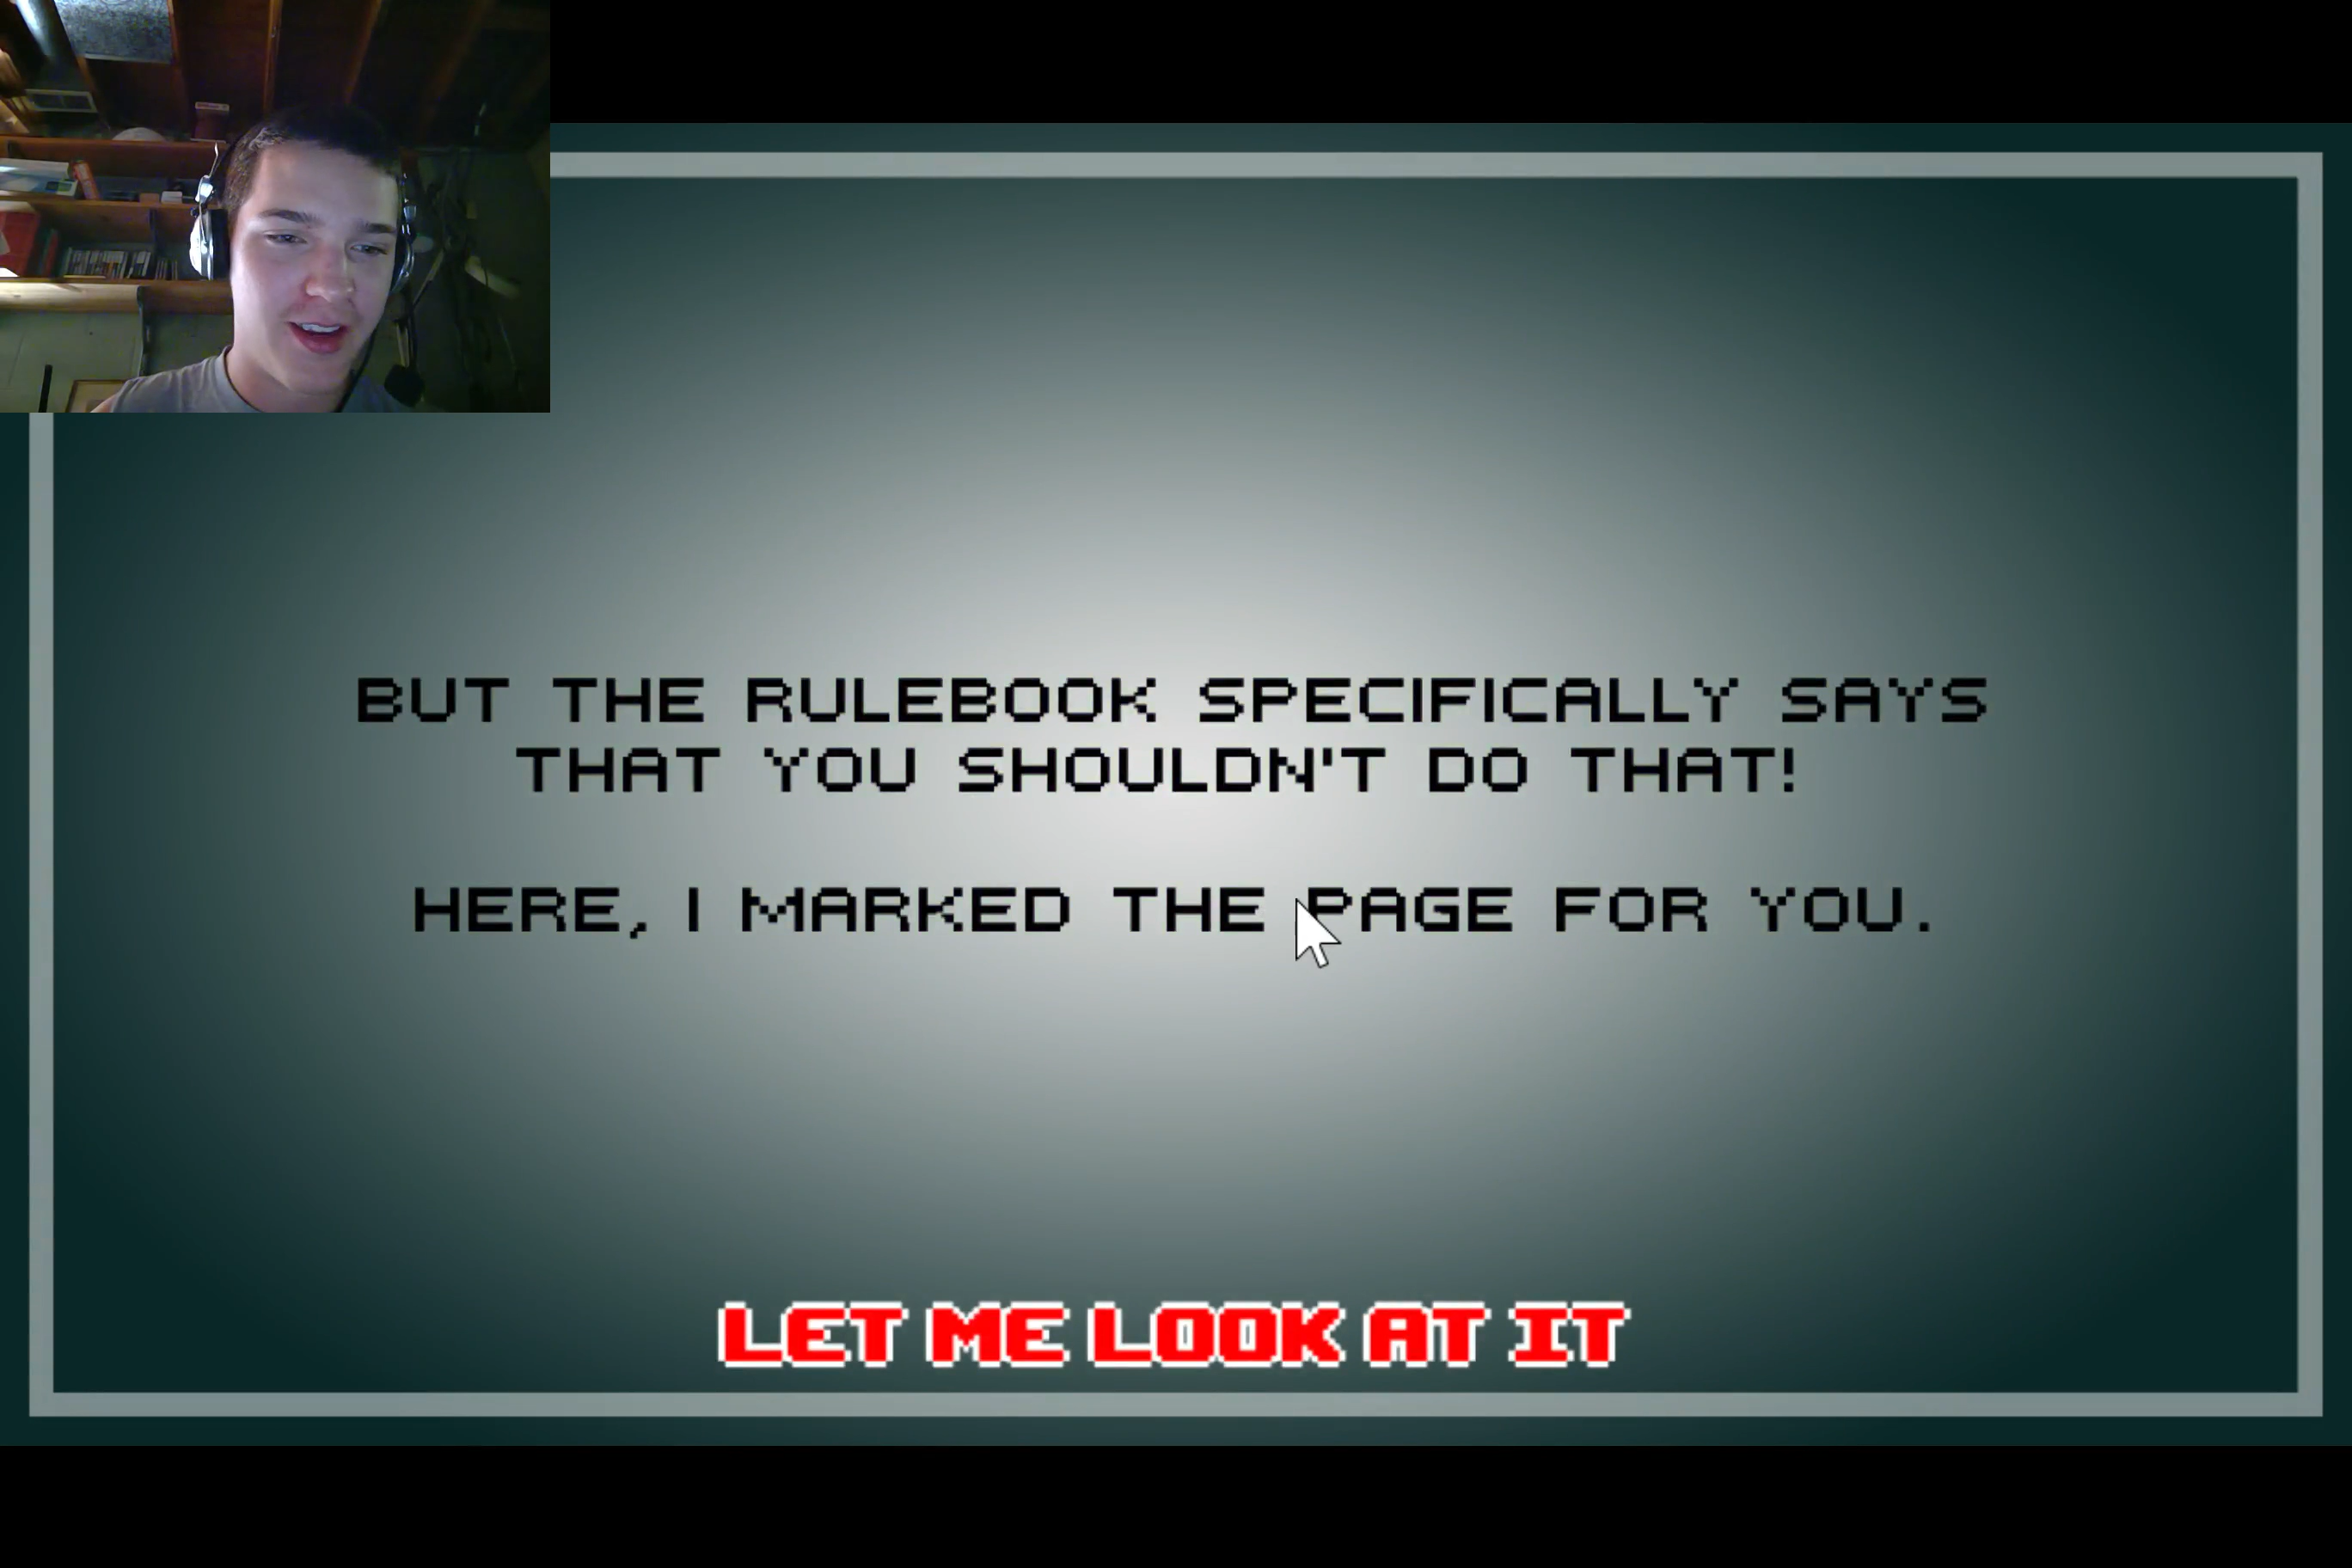 BUT THE RULEBOOK SPECIFICALLY SAYS
THAT YOU SHOULDN'T DO THAT!
HERE, I MARKED THE PAGE FOR YOU.
LET ME LOOK AT IT